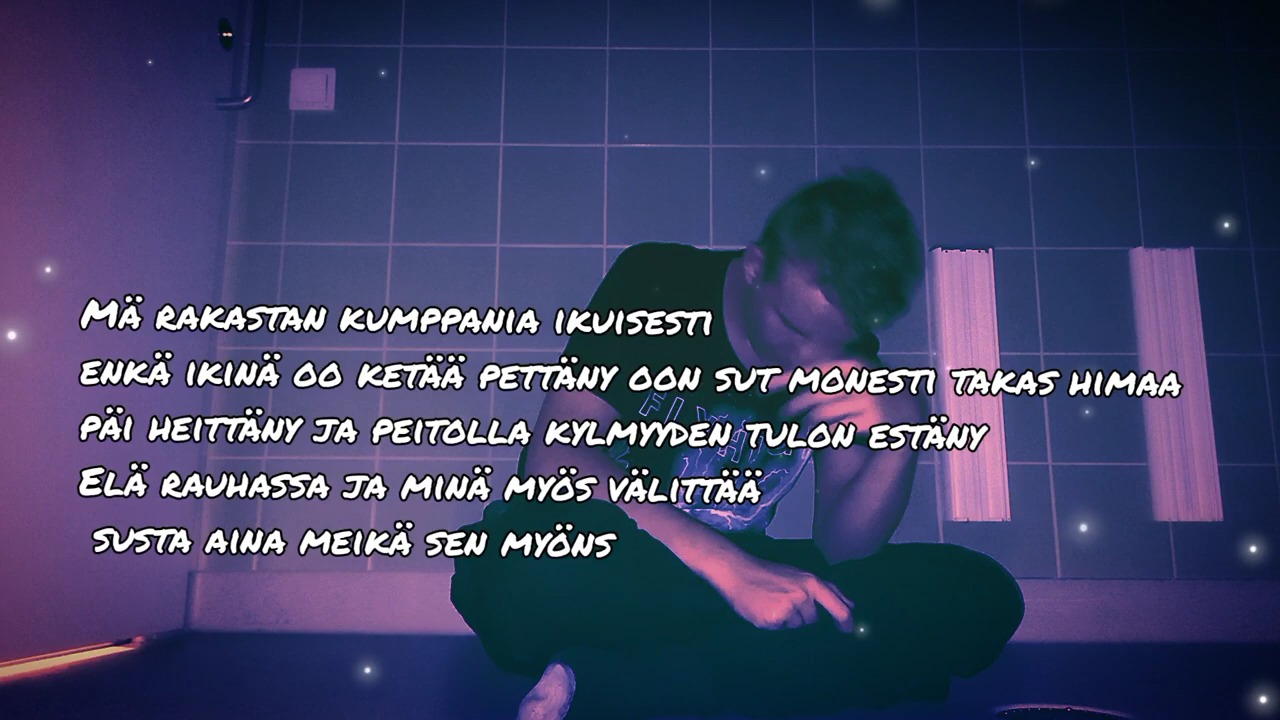 Mä rakastan kumppania ikuisesti
enkä ikinä oo ketää pettäny oon sut monesti takas himaa
päi heittäny ja peitolla kylmyyden tulon estäny
Elä rauhassa ja minä myös välittää
susta aina meikä sen myöns